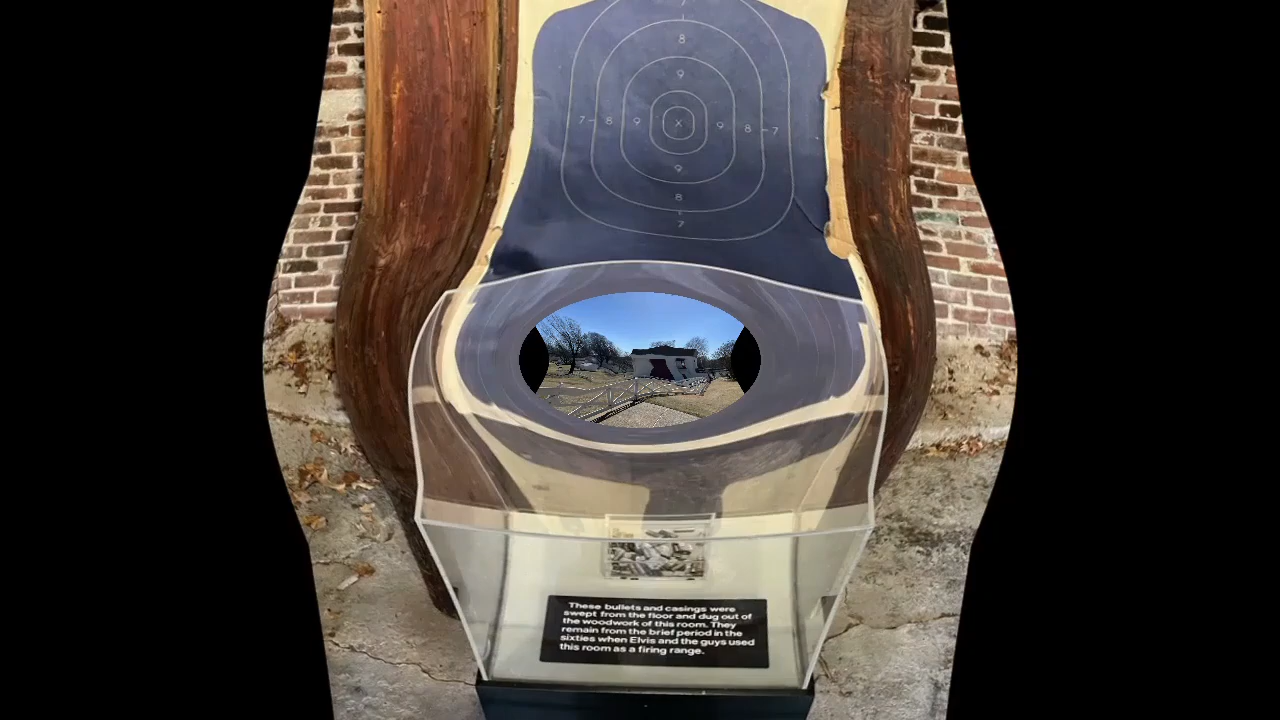 7
8
9
7 8 9 X 9 8 7
9
8
7
These bullets and casings were
swept from the floor and dug out of
the woodwork of this room. They
remain from the brief period in the
sixties when Elvis and the guys used
this room as a firing range.